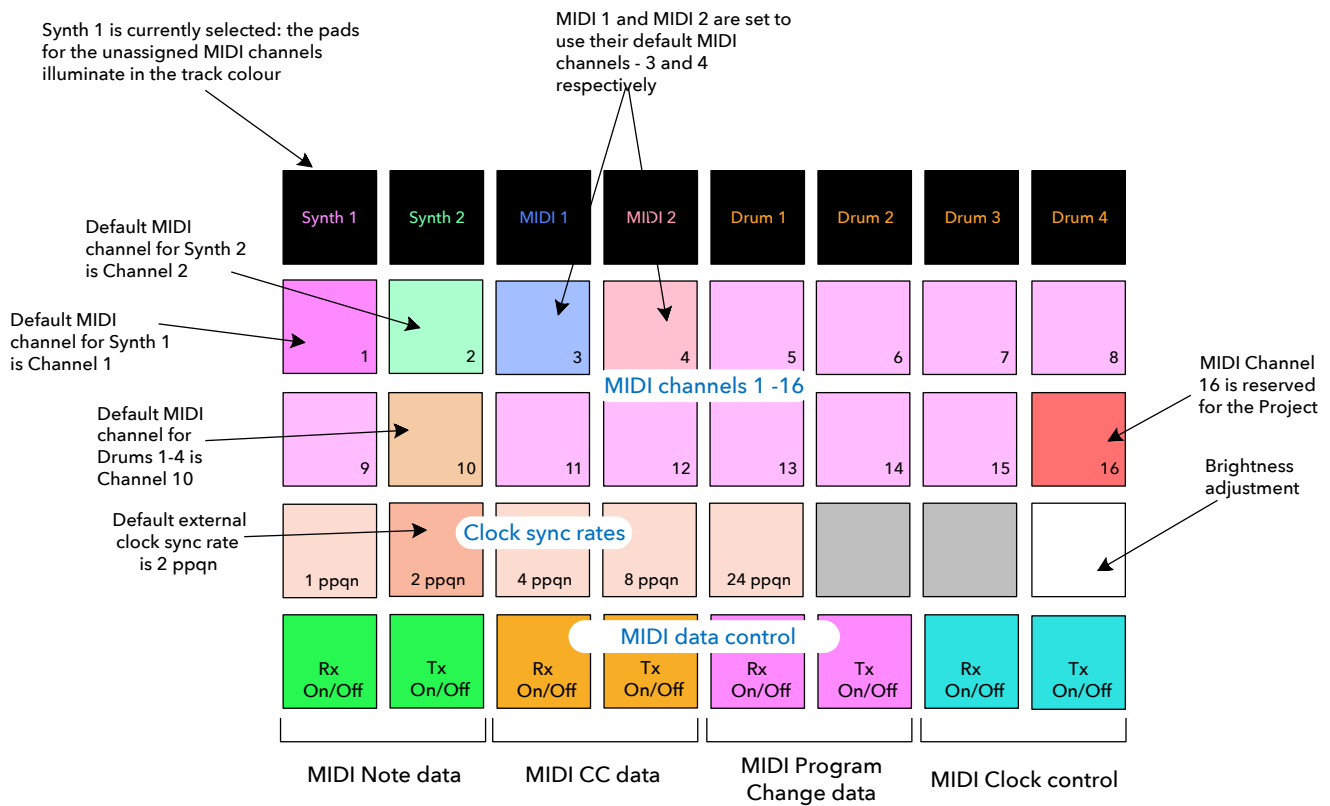 Synth 1 is currently selected: the pads
for the unassigned MIDI channels
illuminate in the track colour
MIDI 1 and MIDI 2 are set to
use their default MIDI
channels - 3 and 4
respectively
Synth 1
Synth 2
MIDI 1
MIDI 2
Drum 1
Drum 2
Drum 3
Drum 4
Default MIDI
channel for Synth 2
is Channel 2
Default MIDI
channel for Synth 1
is Channel 1
1
2
3
4
5
6
7
8
MIDI channels 1 -16
MIDI Channel
16 is reserved
for the Project
Default MIDI
channel for
Drums 1-4 is
Channel 10
9
10
11
12
13
14
15
16
Brightness
adjustment
Default external
clock sync rate
is 2 ppqn
Clock sync rates
1 ppqn
2 ppqn
4 ppqn
8 ppqn
24 ppqn
MIDI data control
Rx
On/Off
Tx
On/Off
Rx
On/Off
Tx
On/Off
Rx
On/Off
Tx
On/Off
Rx
On/Off
Tx
On/Off
MIDI Note data
MIDI CC data
MIDI Program
Change data
MIDI Clock control